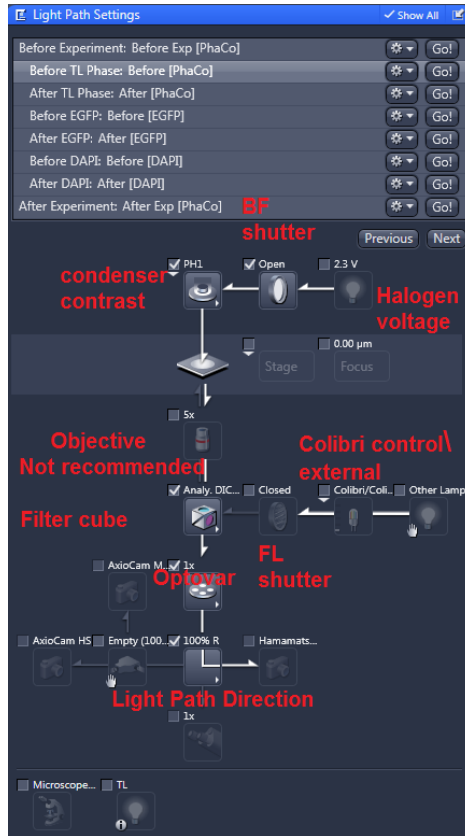 Light Path Settings
Show All
Before Experiment: Before Exp [PhaCo]
Go!
Before TL Phase: Before [PhaCo]
Go!
After TL Phase: After [PhaCo]
Go!
Before EGFP: Before [EGFP]
Go!
After EGFP: After [EGFP]
Go!
Before DAPI: Before [DAPI]
Go!
After DAPI: After [DAPI]
Go!
After Experiment: After Exp [PhaCo]
Go!
BF
shutter
Previous
Next
PH1
Open
2.3 V
condenser
contrast
Halogen
voltage
0.00 µm
Stage
Focus
5x
Objective
Not recommended
Colibri control\
external
Analy. DIC...
Closed
Colibri/Coli...
Other Lamp
Filter cube
FL
shutter
AxioCam M...
1x
Optovar
AxioCam HS
Empty (100...
100% R
Hamamats...
Light Path Direction
1x
Microscope...
TL